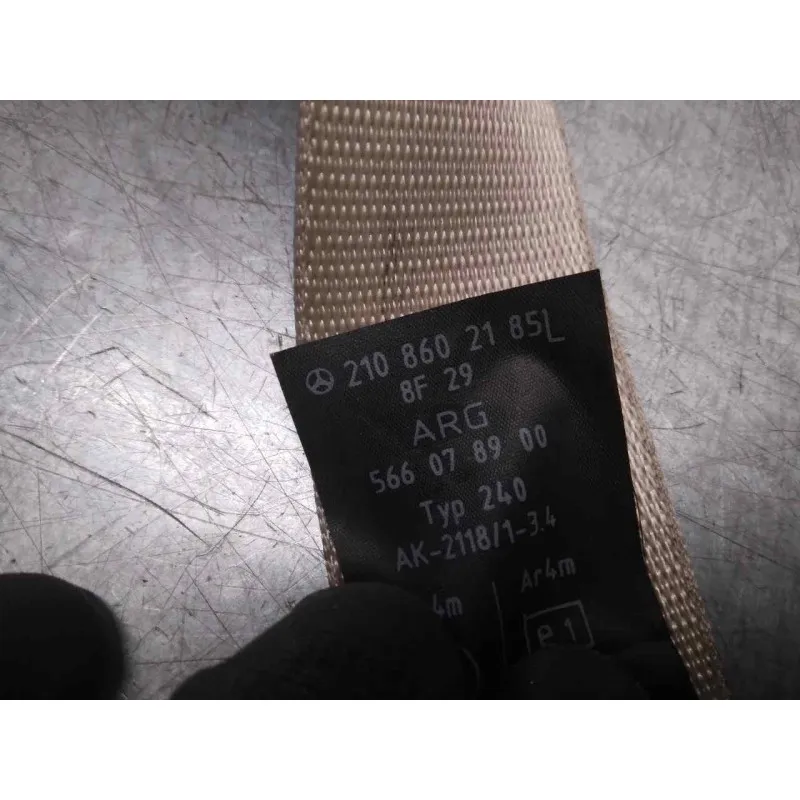 210 860 21 85L
8F 29
ARG
566 07 89 00
Typ 240
AK-2118/1-3.4
4m Ar4m
e 1